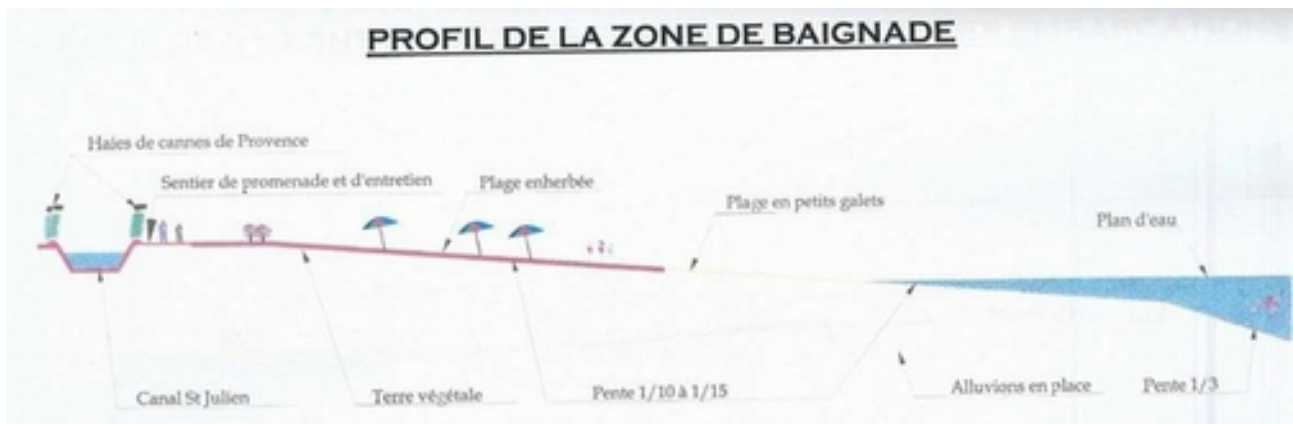 PROFIL DE LA ZONE DE BAIGNADE
Haies de cannes de Provence
Sentier de promenade et d'entretien
Plage enherbée
Plage en petits galets
Plan d'eau
Canal St Julien
Terre végétale
Pente 1/10 à 1/15
Alluvions en place
Pente 1/3